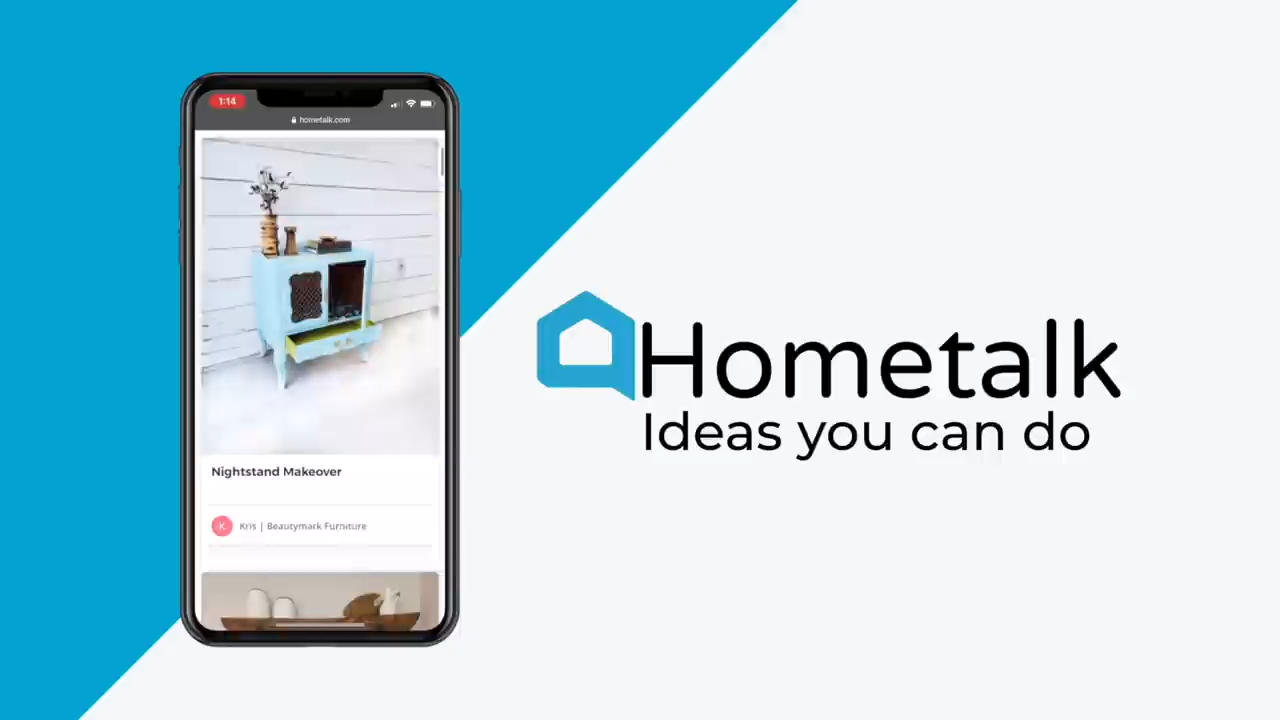 1:14
hometalk.com
Nightstand Makeover
K
Kris | Beautymark Furniture
Hometalk
Ideas you can do